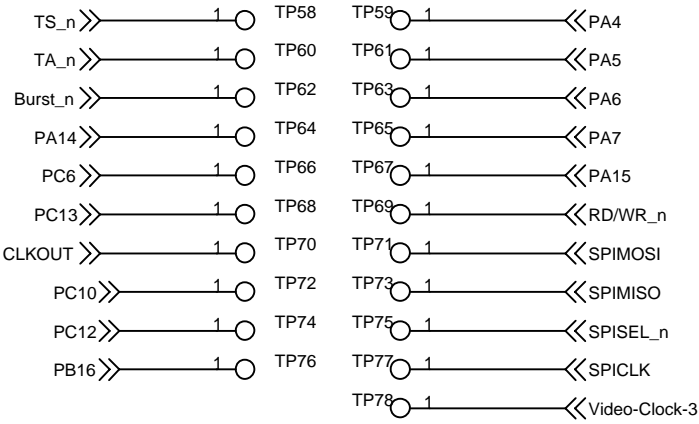 TS_n 1 TP58 TP59 1 PA4
TA_n 1 TP60 TP61 1 PA5
Burst_n 1 TP62 TP63 1 PA6
PA14 1 TP64 TP65 1 PA7
PC6 1 TP66 TP67 1 PA15
PC13 1 TP68 TP69 1 RD/WR_n
CLKOUT 1 TP70 TP71 1 SPIMOSI
PC10 1 TP72 TP73 1 SPIMISO
PC12 1 TP74 TP75 1 SPISEL_n
PB16 1 TP76 TP77 1 SPICLK
TP78 1 Video-Clock-3